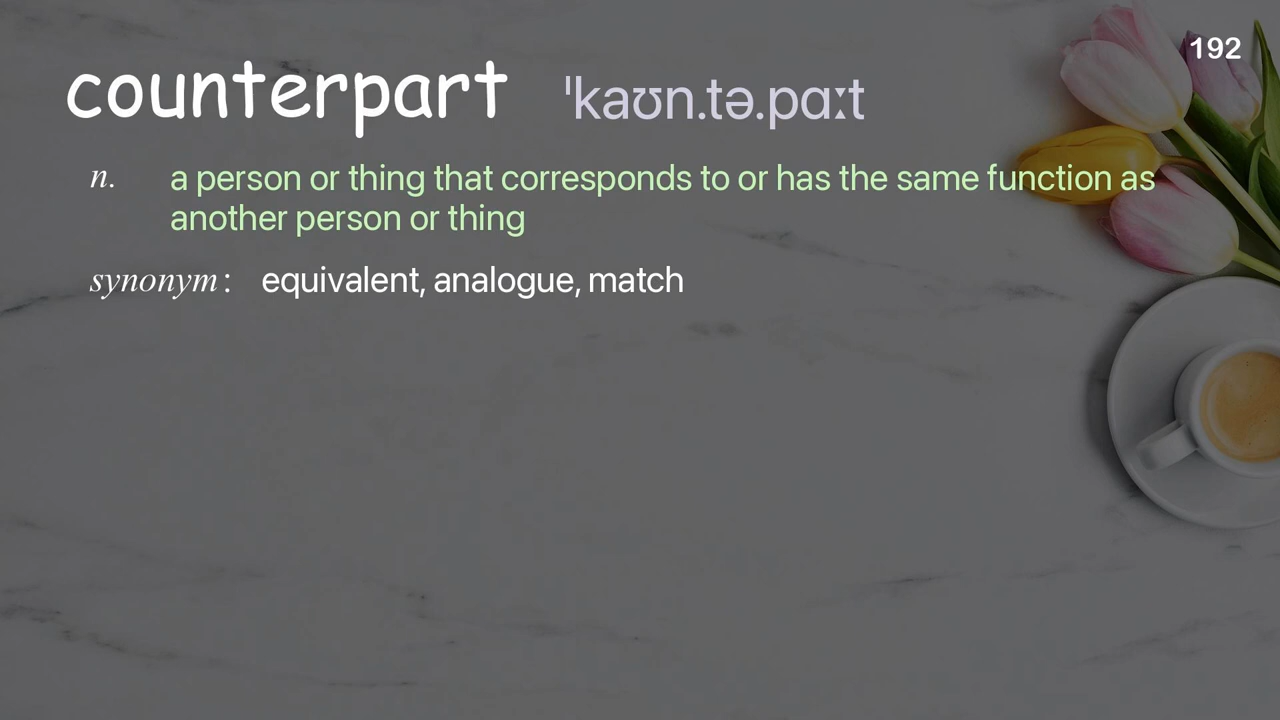 192
counterpart ˈkaʊn.tə.pɑːt
n. a person or thing that corresponds to or has the same function as
another person or thing
synonym: equivalent, analogue, match